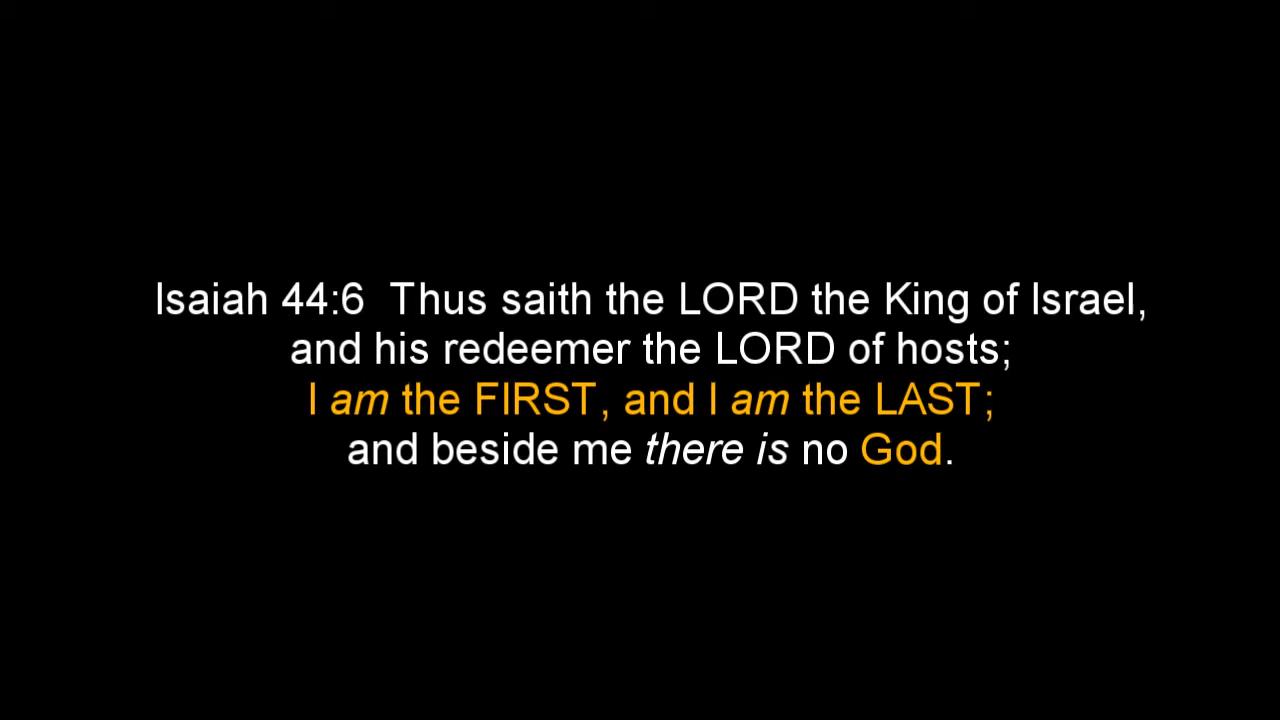 Isaiah 44:6  Thus saith the LORD the King of Israel,
and his redeemer the LORD of hosts;
I am the FIRST, and I am the LAST;
and beside me there is no God.